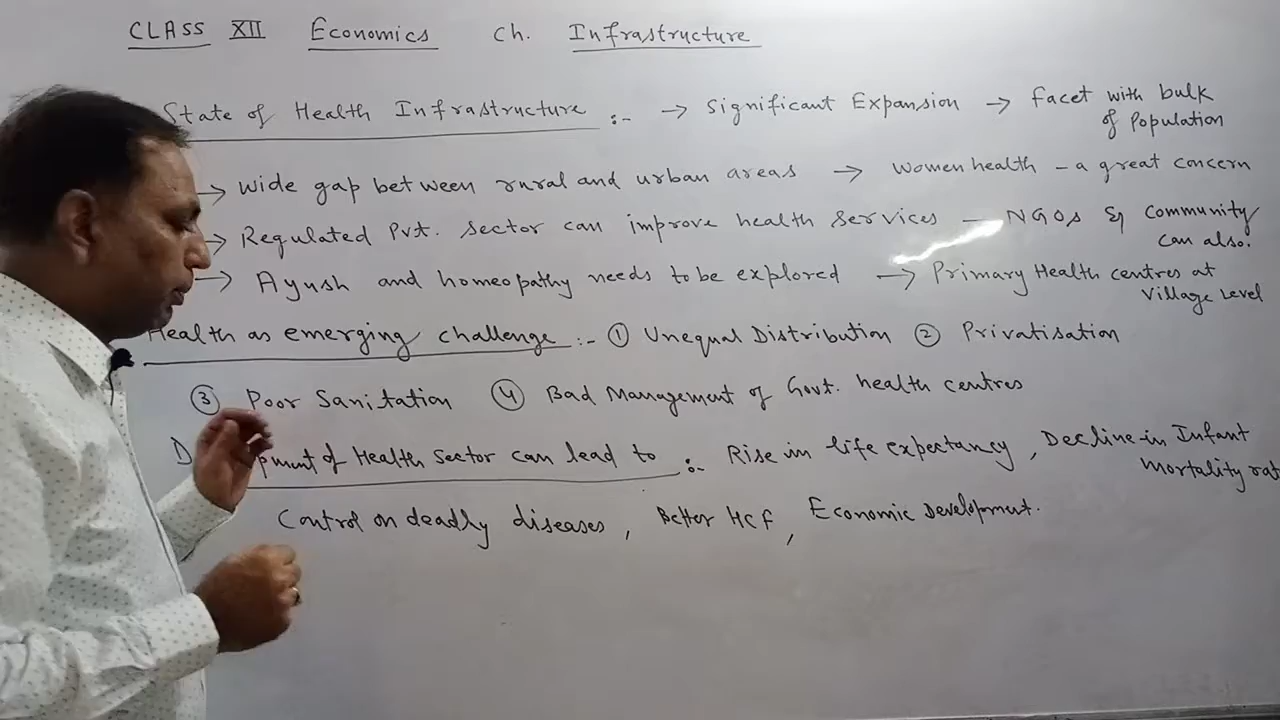 CLASS XII Economics Ch. Infrastructure
State of Health Infrastructure :- → Significant Expansion → facet with bulk of population
→ wide gap between rural and urban areas → women health - a great concern
→ Regulated Pvt. sector can improve health services - NGOs & Community can also.
→ Ayush and homeopathy needs to be explored → Primary Health centres at Village Level
Health as emerging challenge :- ① Unequal Distribution ② Privatisation
③ Poor Sanitation ④ Bad Management of Govt. health centres
D pment of Health Sector can lead to :- Rise in life expectancy, Decline in Infant Mortality rat
Control on deadly diseases, Better HCF, Economic Development.